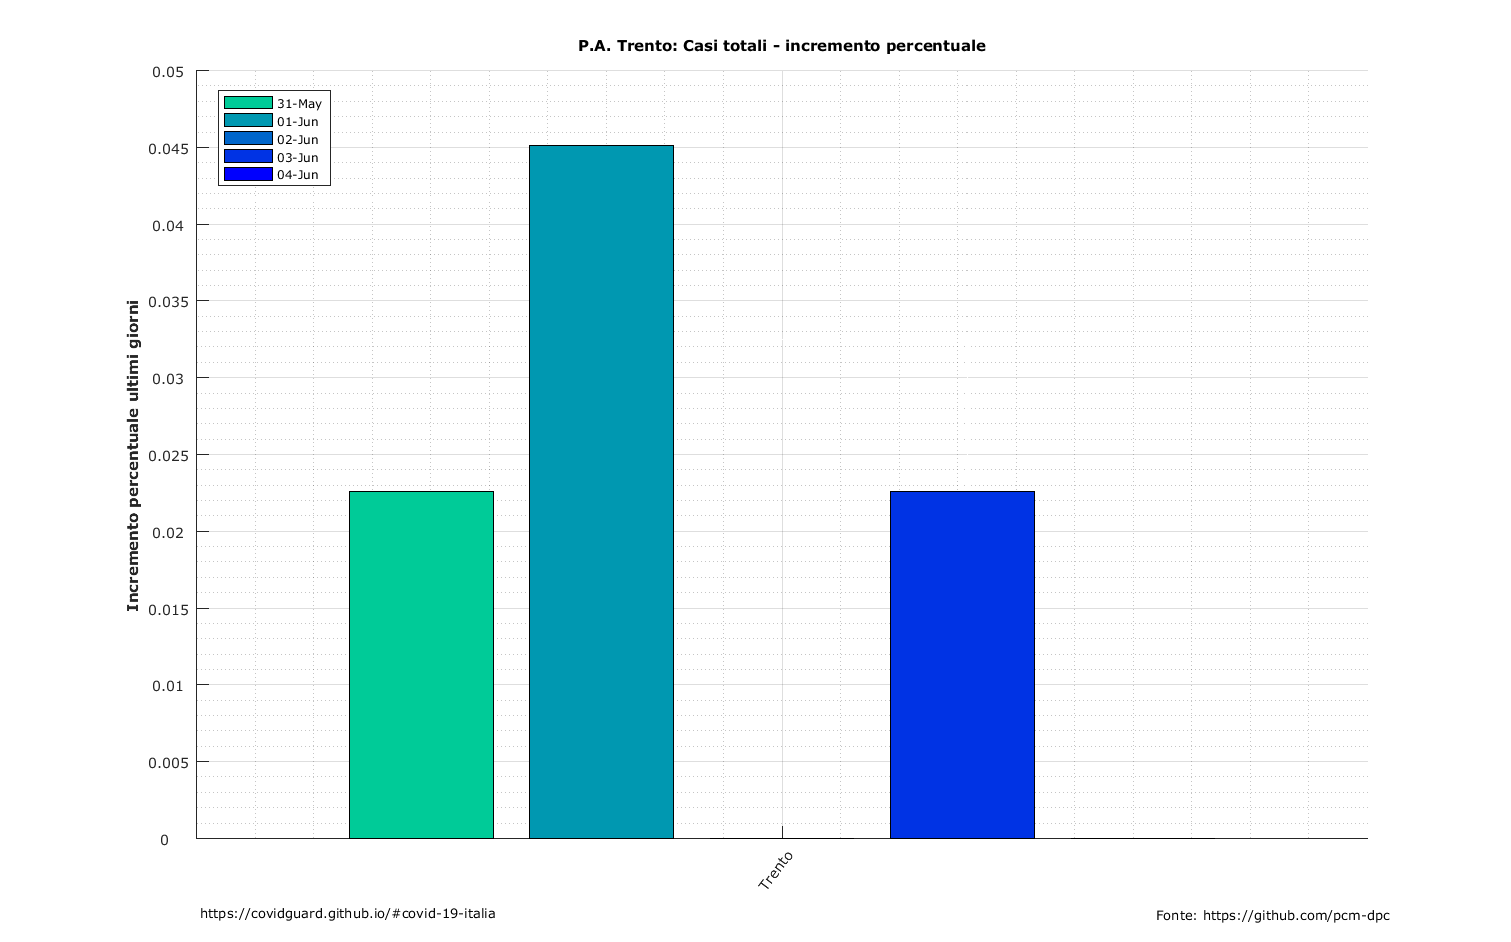 P.A. Trento: Casi totali - incremento percentuale
0.05
0.045
0.04
0.035
0.03
0.025
0.02
0.015
0.01
0.005
0
Incremento percentuale ultimi giorni
31-May
01-Jun
02-Jun
03-Jun
04-Jun
Trento
https://covidguard.github.io/#covid-19-italia
Fonte: https://github.com/pcm-dpc